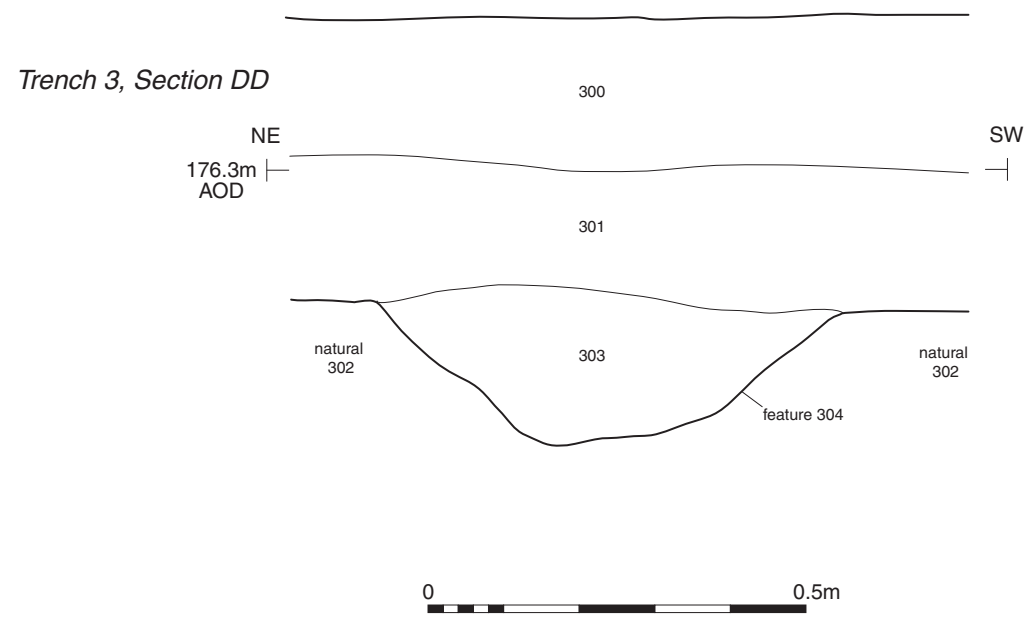 Trench 3, Section DD
300
NE
SW
176.3m
AOD
301
natural
302
303
natural
302
feature 304
0
0.5m